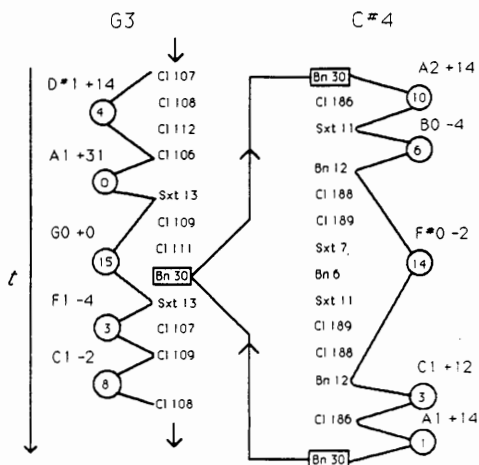 G3
C#4
Cl 107
D#1 +14
4
Cl 108
Cl 112
Cl 106
A1 +31
0
Sxt 13
Cl 109
G0 +0
Cl 111
15
Bn 30
Sxt 13
F1 -4
3
Cl 107
Cl 109
C1 -2
8
Cl 108
t
Bn 30
A2 +14
10
Cl 186
Sxt 11
B0 -4
6
Bn 12
Cl 188
Cl 189
F#0 -2
Sxt 7
14
Bn 6
Sxt 11
Cl 189
Cl 188
Bn 12
C1 +12
3
Cl 186
A1 +14
1
Bn 30